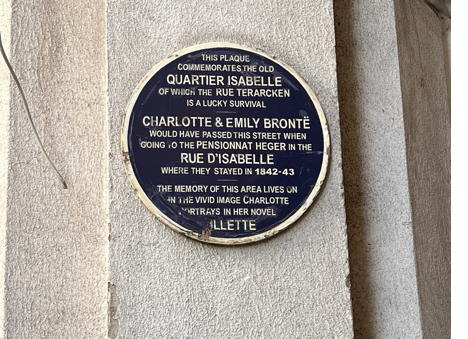 THIS PLAQUE
COMMEMORATES THE OLD
QUARTIER ISABELLE
OF WHICH THE RUE TERARCKEN
IS A LUCKY SURVIVAL
CHARLOTTE & EMILY BRONTË
WOULD HAVE PASSED THIS STREET WHEN
GOING TO THE PENSIONNAT HEGER IN THE
RUE D'ISABELLE
WHERE THEY STAYED IN 1842-43
THE MEMORY OF THIS AREA LIVES ON
IN THE VIVID IMAGE CHARLOTTE
PORTRAYS IN HER NOVEL
ILLETTE